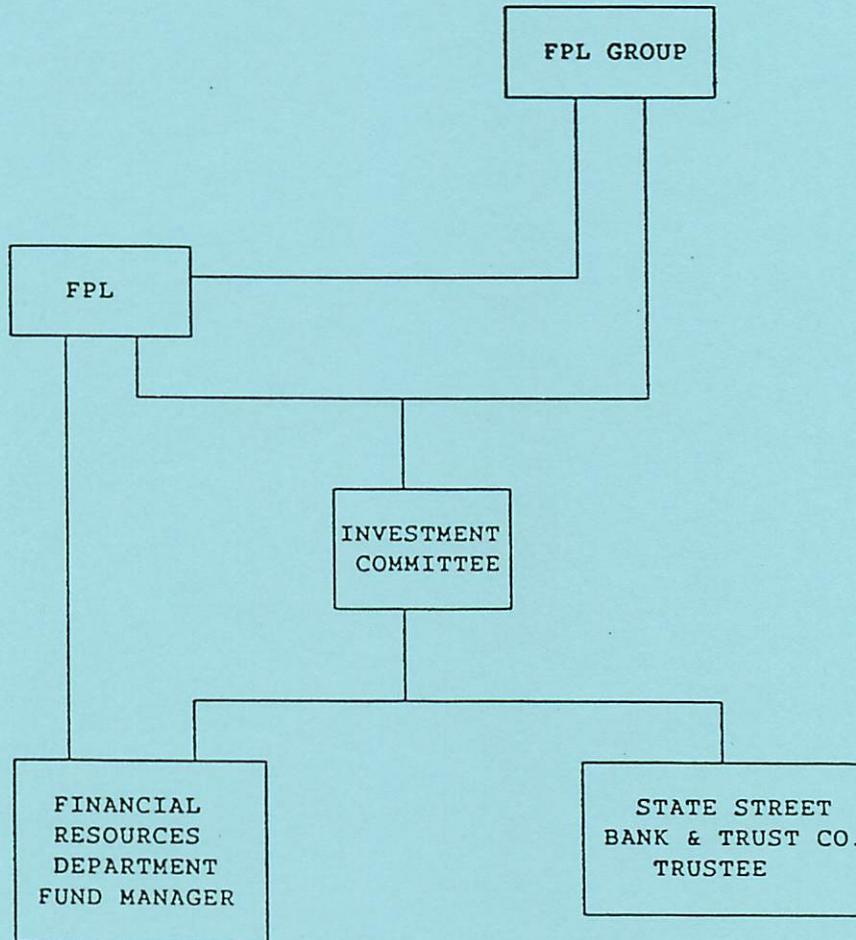 FPL GROUP
FPL
INVESTMENT
COMMITTEE
FINANCIAL
RESOURCES
DEPARTMENT
FUND MANAGER
STATE STREET
BANK & TRUST CO.
TRUSTEE